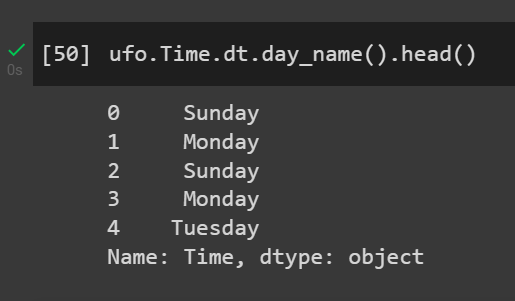 [50] ufo.Time.dt.day_name().head()
0s
0 Sunday
1 Monday
2 Sunday
3 Monday
4 Tuesday
Name: Time, dtype: object